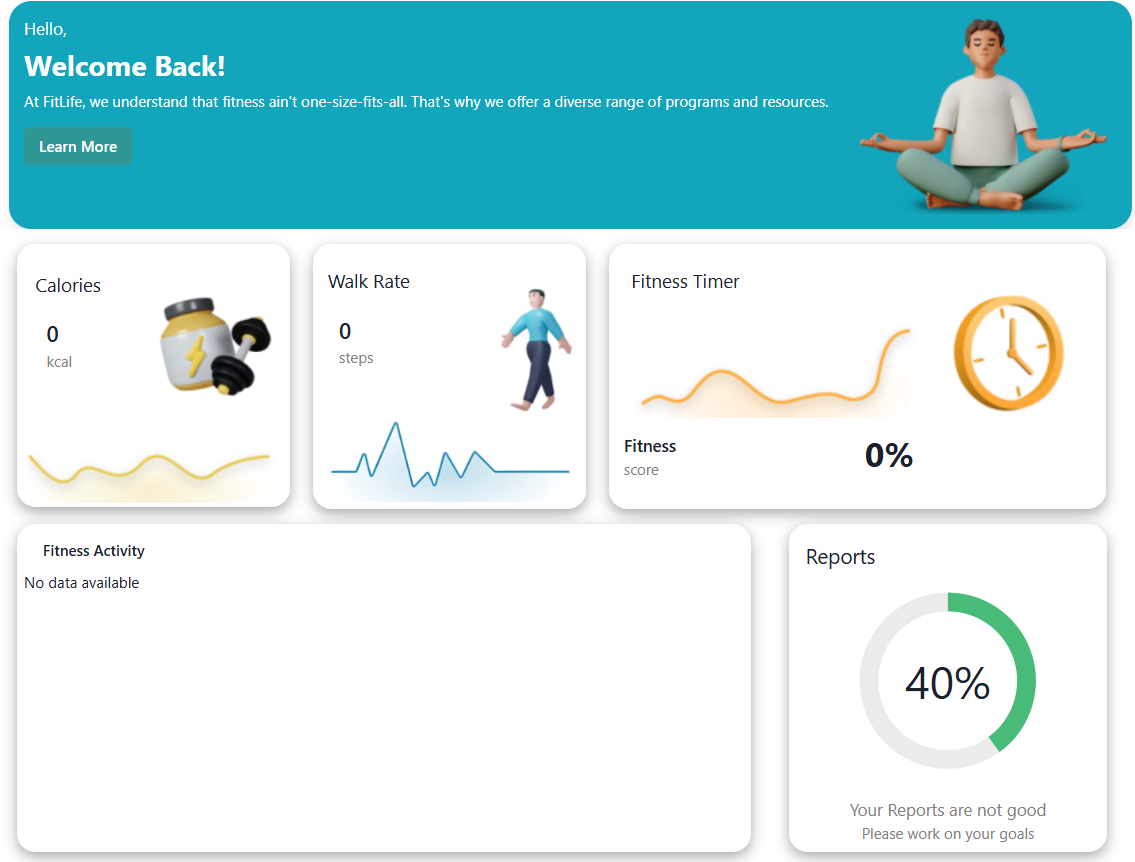 Hello,
Welcome Back!
At FitLife, we understand that fitness ain't one-size-fits-all. That's why we offer a diverse range of programs and resources.
Learn More
Calories
0
kcal
Walk Rate
0
steps
Fitness Timer
Fitness
score
0%
Fitness Activity
No data available
Reports
40%
Your Reports are not good
Please work on your goals